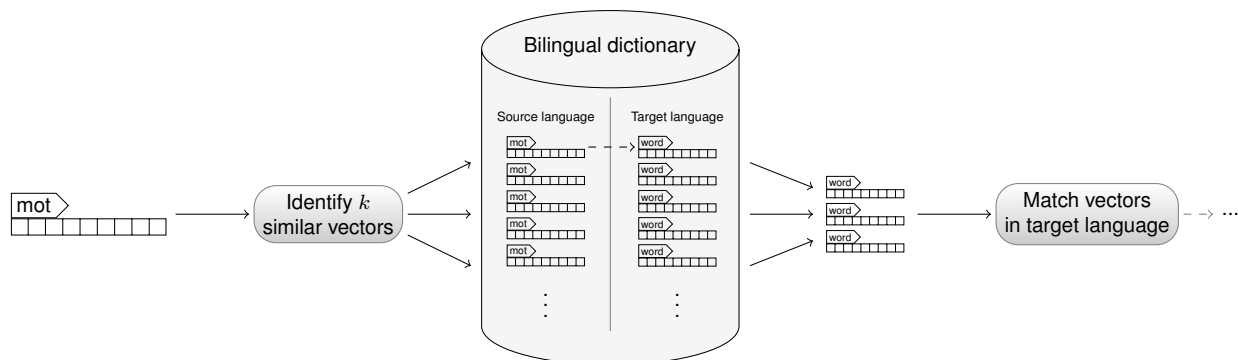 mot
Identify k
similar vectors
Bilingual dictionary
Source language
Target language
mot
word
mot
word
mot
word
mot
word
mot
word
⋮
⋮
word
word
word
Match vectors
in target language
...